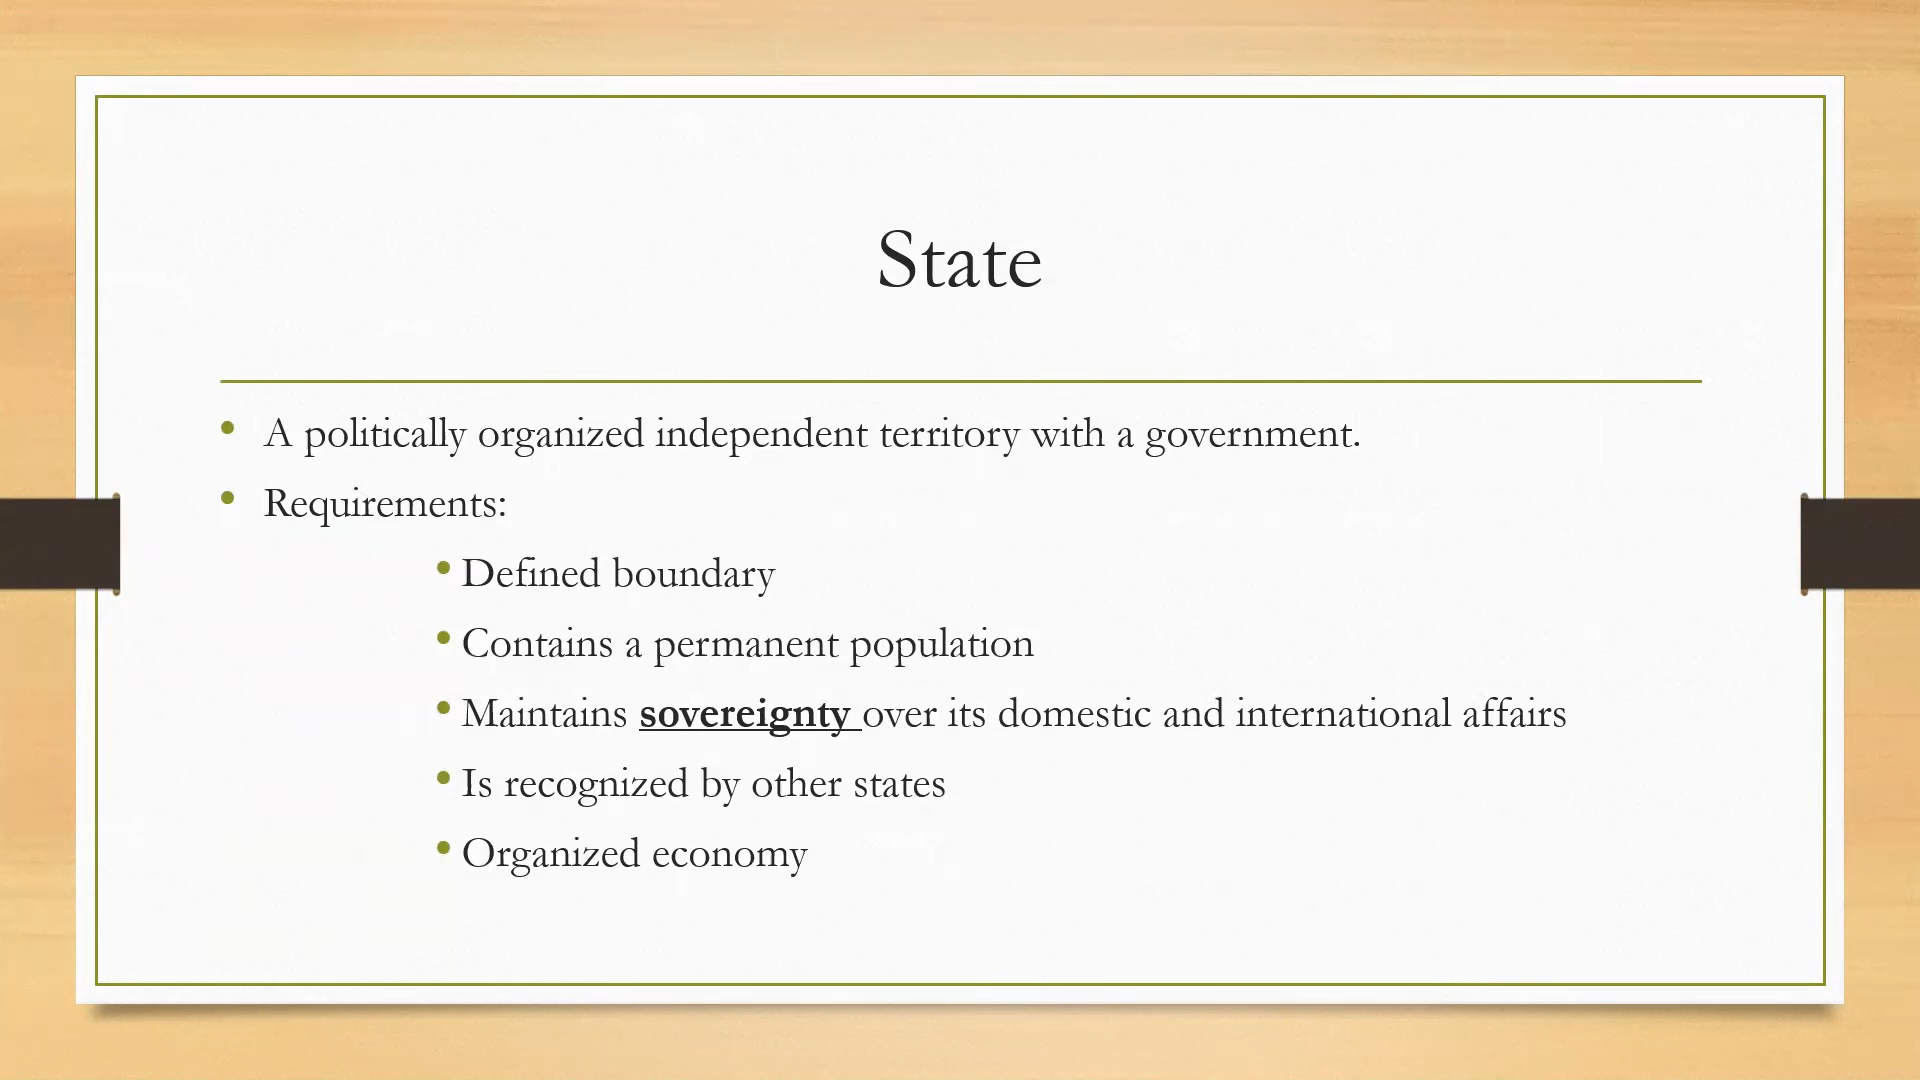 State
• A politically organized independent territory with a government.
• Requirements:
• Defined boundary
• Contains a permanent population
• Maintains sovereignty over its domestic and international affairs
• Is recognized by other states
• Organized economy